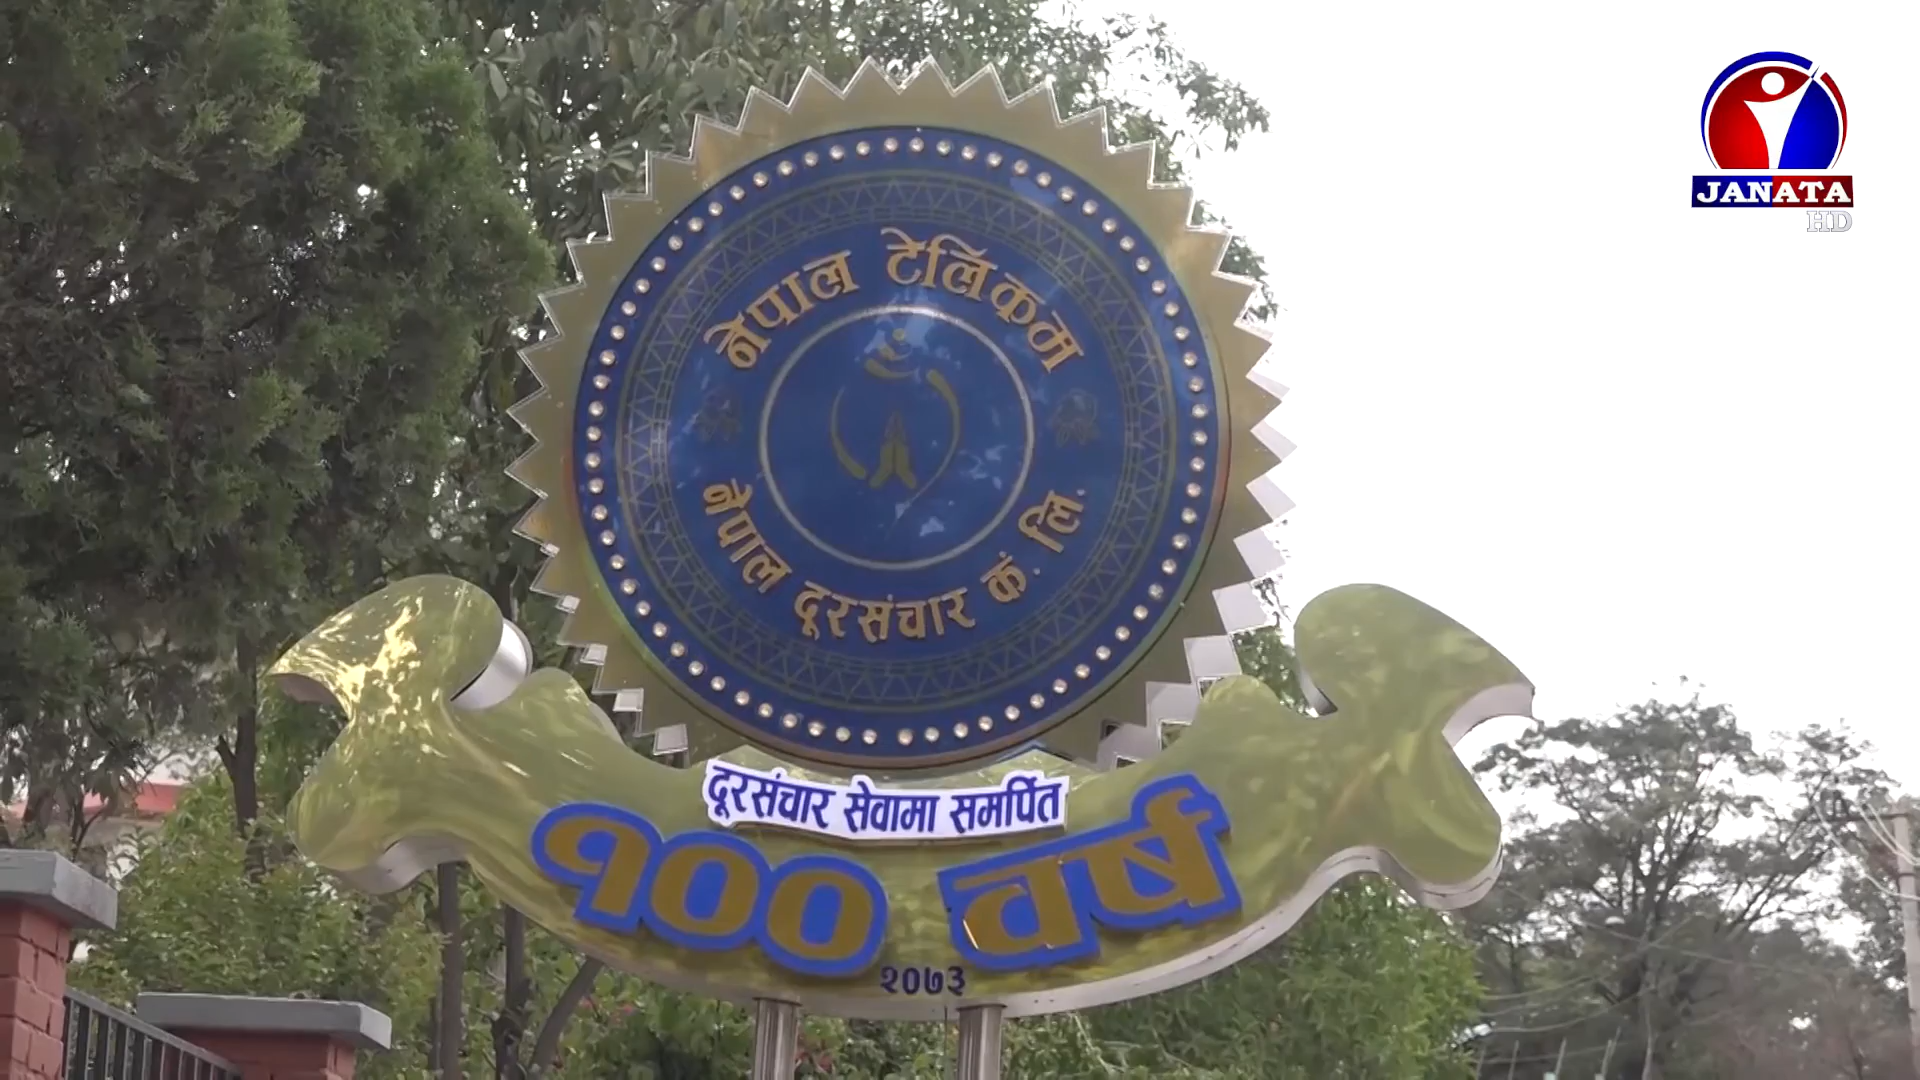 JANATA
HD
नेपाल टेलिकम
नेपाल दूरसंचार कं. लि.
दूरसंचार सेवामा समर्पित
१०० वर्ष
२०७३